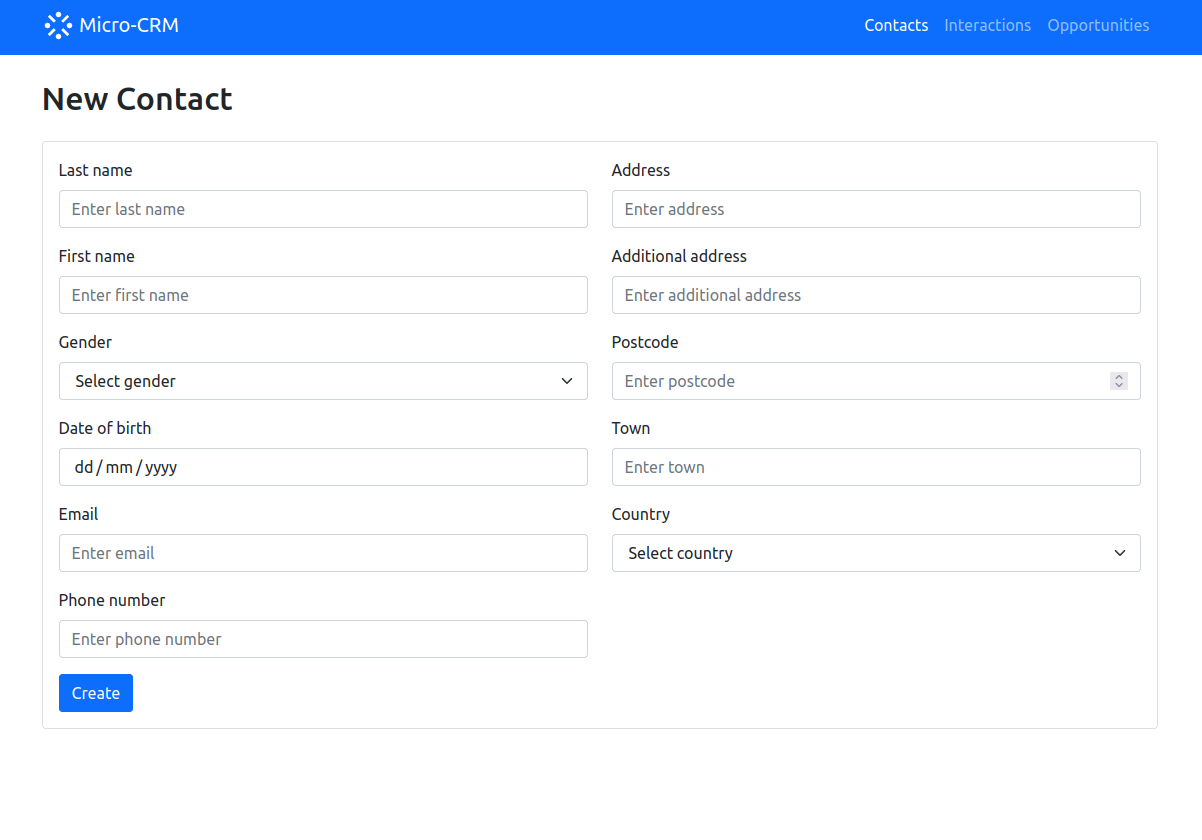 Micro-CRM
Contacts Interactions Opportunities
New Contact
Last name
Enter last name
First name
Enter first name
Gender
Select gender
Date of birth
dd/mm/yyyy
Email
Enter email
Phone number
Enter phone number
Address
Enter address
Additional address
Enter additional address
Postcode
Enter postcode
Town
Enter town
Country
Select country
Create